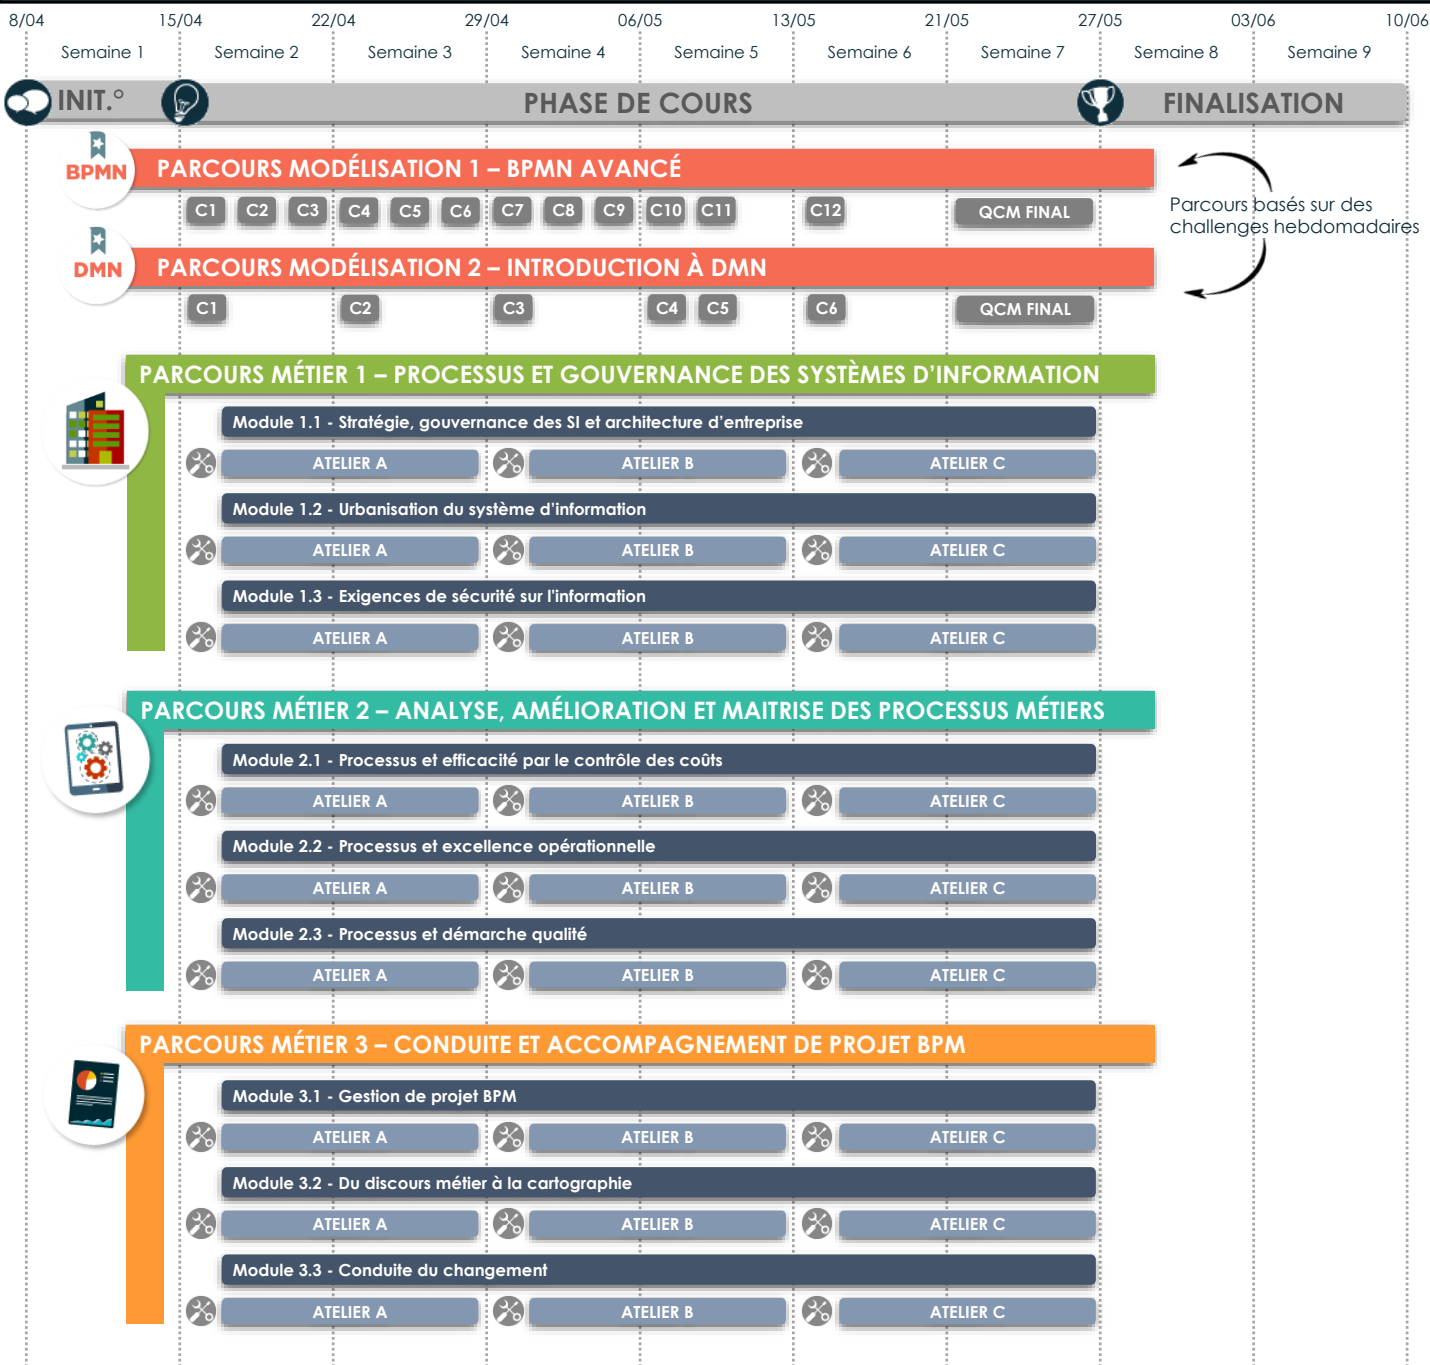 8/04 15/04 22/04 29/04 06/05 13/05 21/05 27/05 03/06 10/06
Semaine 1 Semaine 2 Semaine 3 Semaine 4 Semaine 5 Semaine 6 Semaine 7 Semaine 8 Semaine 9
INIT.° PHASE DE COURS FINALISATION
BPMN PARCOURS MODÉLISATION 1 – BPMN AVANCÉ
C1 C2 C3 C4 C5 C6 C7 C8 C9 C10 C11 C12 QCM FINAL
Parcours basés sur des
challenges hebdomadaires
DMN PARCOURS MODÉLISATION 2 – INTRODUCTION À DMN
C1 C2 C3 C4 C5 C6 QCM FINAL
PARCOURS MÉTIER 1 – PROCESSUS ET GOUVERNANCE DES SYSTÈMES D'INFORMATION
Module 1.1 - Stratégie, gouvernance des SI et architecture d'entreprise
ATELIER A ATELIER B ATELIER C
Module 1.2 - Urbanisation du système d'information
ATELIER A ATELIER B ATELIER C
Module 1.3 - Exigences de sécurité sur l'information
ATELIER A ATELIER B ATELIER C
PARCOURS MÉTIER 2 – ANALYSE, AMÉLIORATION ET MAITRISE DES PROCESSUS MÉTIERS
Module 2.1 - Processus et efficacité par le contrôle des coûts
ATELIER A ATELIER B ATELIER C
Module 2.2 - Processus et excellence opérationnelle
ATELIER A ATELIER B ATELIER C
Module 2.3 - Processus et démarche qualité
ATELIER A ATELIER B ATELIER C
PARCOURS MÉTIER 3 – CONDUITE ET ACCOMPAGNEMENT DE PROJET BPM
Module 3.1 - Gestion de projet BPM
ATELIER A ATELIER B ATELIER C
Module 3.2 - Du discours métier à la cartographie
ATELIER A ATELIER B ATELIER C
Module 3.3 - Conduite du changement
ATELIER A ATELIER B ATELIER C